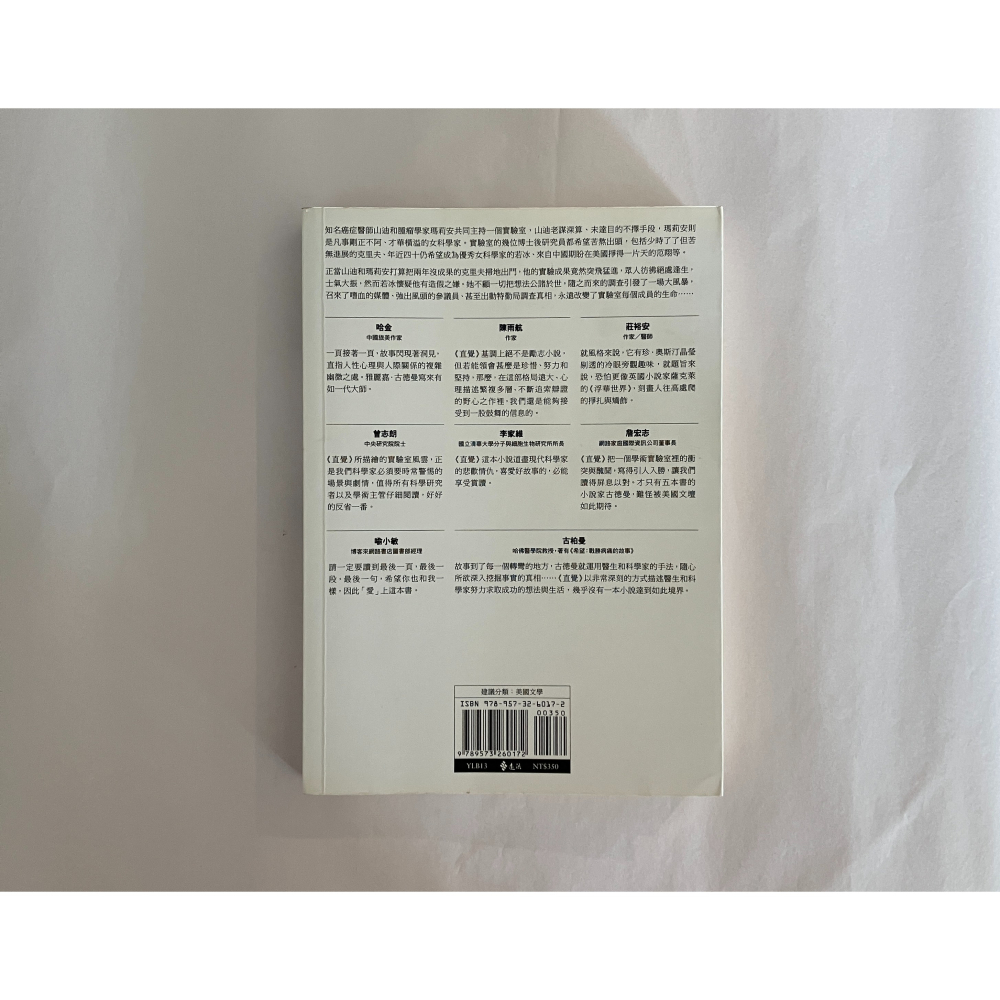 知名癌症醫師山迪和腫瘤學家瑪莉安共同主持一個實驗室，山迪老謀深算、未達目的不擇手段，瑪莉安則
是凡事剛正不阿、才華橫溢的女科學家。實驗室的幾位博士後研究員都希望苦熬出頭，包括少時了了但苦
無進展的克里夫、年近四十仍希望成為優秀女科學家的若冰、來自中國期盼在美國掙得一片天的范翔等。
正當山迪和瑪莉安打算把兩年沒成果的克里夫掃地出門，他的實驗成果竟然突飛猛進，眾人彷彿絕處逢生，
士氣大振，然而若冰懷疑他有造假之嫌，她不顧一切把想法公諸於世，隨之而來的調查引發了一場大風暴，
召來了嗜血的媒體、強出風頭的參議員、甚至出動特勤局調查真相，永遠改變了實驗室每個成員的生命……
哈金
中國旅美作家
一頁接著一頁，故事閃現著洞見，
直指人性心理與人際關係的複雜
幽微之處。雅麗嘉．古德曼寫來有
如一代大師。
陳雨航
作家
《直覺》基調上絕不是勵志小說，
但若能領會甚麼是珍惜、努力和
堅持，那麼，在這部格局遠大、心
理描述繁複多層、不斷追索辯證
的野心之作裡，我們還是能夠接
受到一股鼓舞的信息的。
莊裕安
作家／醫師
就風格來說，它有珍．奧斯汀晶瑩
剔透的冷眼旁觀趣味，就題旨來
說，恐怕更像英國小說家薩克萊
的《浮華世界》，刻畫人往高處爬
的掙扎與矯飾。
曾志朗
中央研究院院士
《直覺》所描繪的實驗室風雲，正
是我們科學家必須要時常警惕的
場景與劇情，值得所有科學研究
者以及學術主管仔細閱讀，好好
的反省一番。
李家維
國立清華大學分子與細胞生物研究所所長
《直覺》這本小說道盡現代科學家
的悲歡情仇，喜愛好故事的，必能
享受賞讀。
詹宏志
網路家庭國際資訊公司董事長
《直覺》把一個學術實驗室裡的衝
突與醜聞，寫得引人入勝，讓我們
讀得屏息以對，才只有五本書的
小說家古德曼，難怪被美國文壇
如此期待。
喻小敏
博客來網路書店圖書部經理
請一定要讀到最後一頁，最後一
段，最後一句，希望你也和我一
樣，因此「愛」上這本書。
古柏曼
哈佛醫學院教授，著有《希望：戰勝病痛的故事》
故事到了每一個轉彎的地方，古德曼就運用醫生和科學家的手法，隨心
所欲深入挖掘事實的真相……《直覺》以非常深刻的方式描述醫生和科
學家努力求取成功的想法與生活，幾乎沒有一本小說達到如此境界。
建議分類：美國文學
ISBN 978-957-32-6017-2
00350
9 789573 260172
YLB13 遠流 NT$350